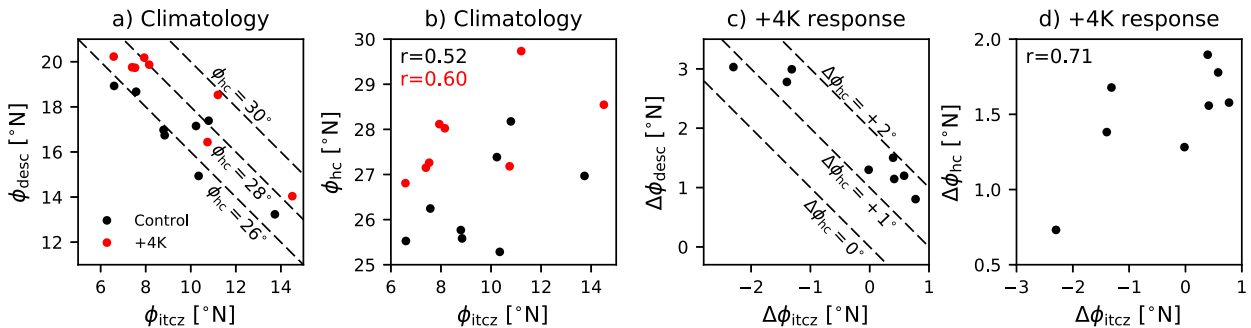 a) Climatology
20
18
16
14
12
ϕdesc [°N]
ϕhc = 30°
ϕhc = 28°
ϕhc = 26°
Control
+4K
6 8 10 12 14
ϕitcz [°N]
b) Climatology
r=0.52
r=0.60
30
29
28
27
26
25
ϕhc [°N]
6 8 10 12 14
ϕitcz [°N]
c) +4K response
3
2
1
0
Δϕdesc [°N]
Δϕhc = +2°
Δϕhc = +1°
Δϕhc = 0°
−2 −1 0 1
Δϕitcz [°N]
d) +4K response
r=0.71
2.0
1.5
1.0
0.5
Δϕhc [°N]
−3 −2 −1 0 1
Δϕitcz [°N]